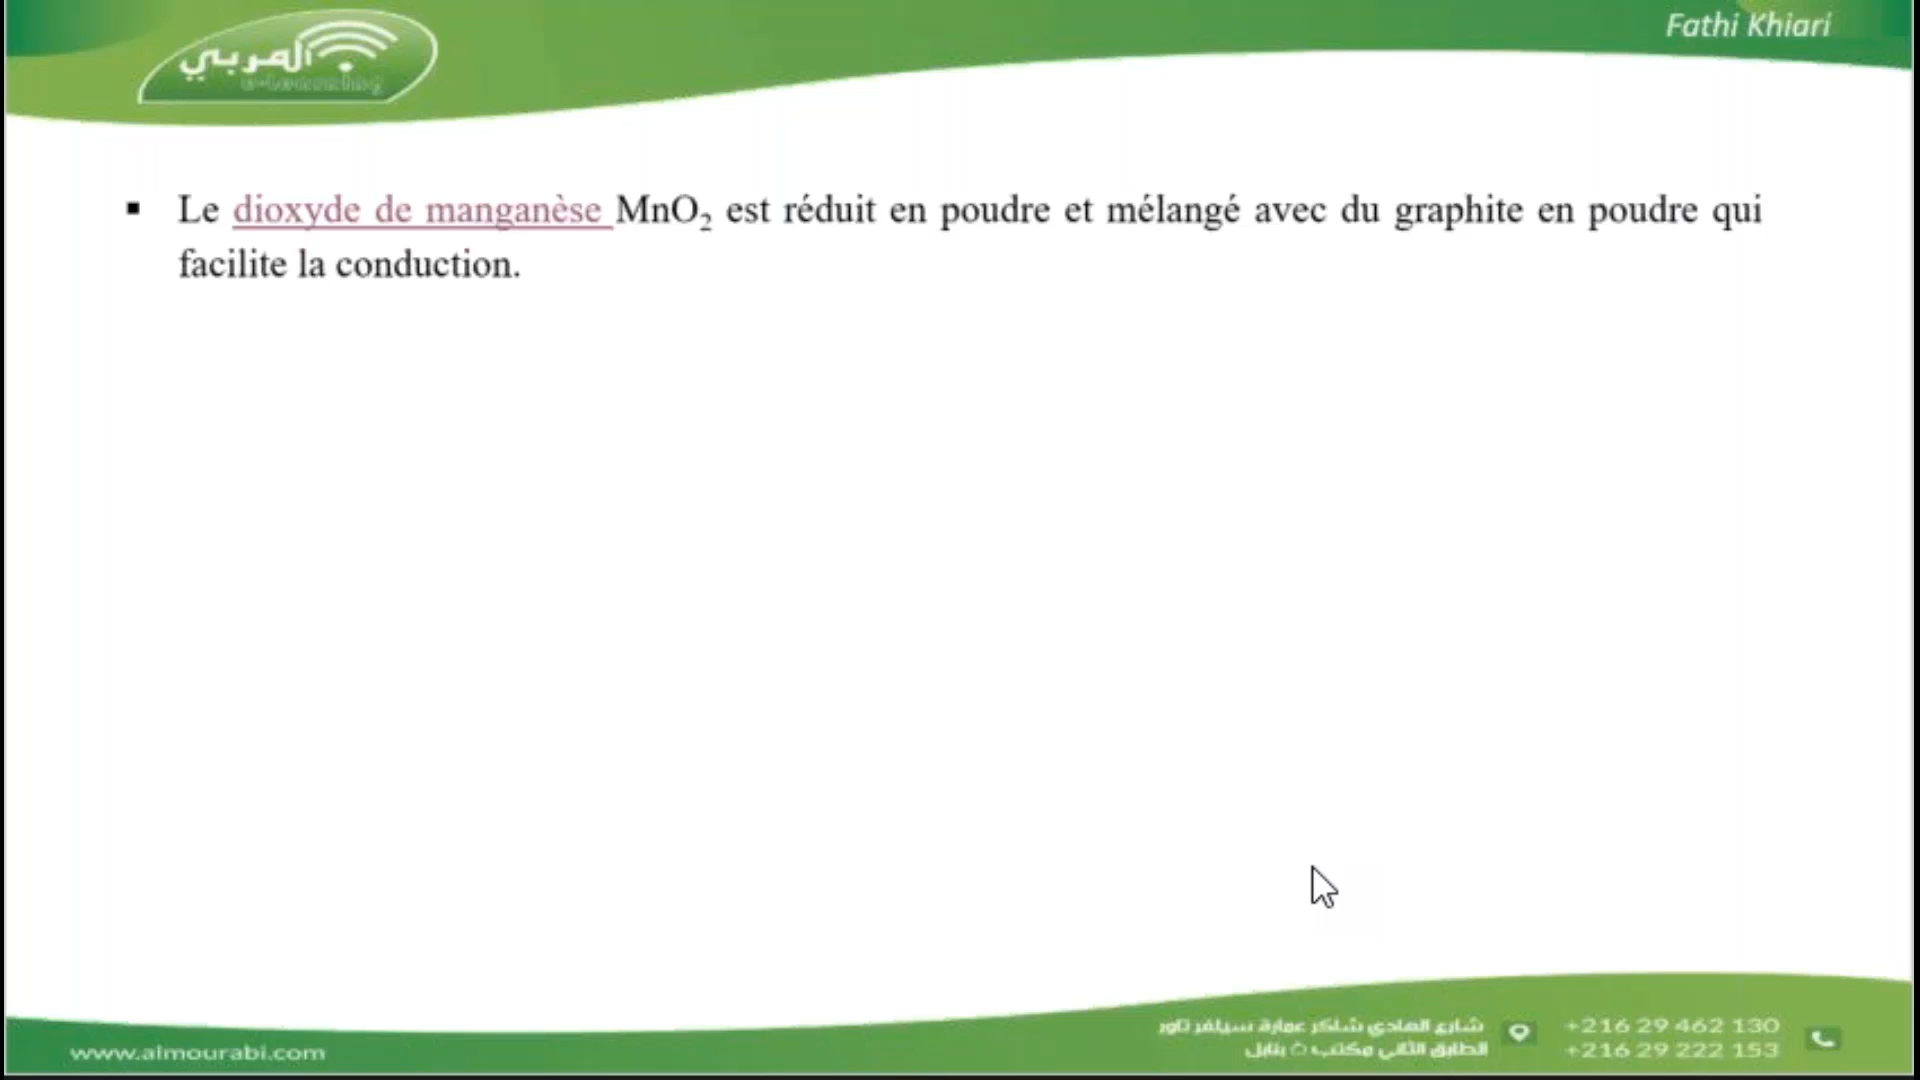 Fathi Khiari
المربي
e-Learning
▪ Le dioxyde de manganèse MnO₂ est réduit en poudre et mélangé avec du graphite en poudre qui
facilite la conduction.
www.almourabi.com
شارع الهادي شاكر عمارة سيلفر تاور
الطابق الثاني مكتب بنابل
+216 29 462 130
+216 29 222 153